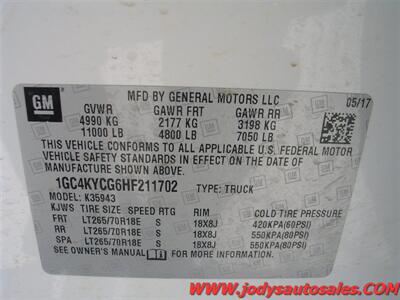 GM
MFD BY GENERAL MOTORS LLC
05/17
GVWR GAWR FRT GAWR RR
4990 KG 2177 KG 3198 KG
11000 LB 4800 LB 7050 LB
THIS VEHICLE CONFORMS TO ALL APPLICABLE U.S. FEDERAL MOTOR
VEHICLE SAFETY STANDARDS IN EFFECT ON THE DATE OF
MANUFACTURE SHOWN ABOVE.
1GC4KYCG6HF211702 TYPE: TRUCK
MODEL: K35943
KJWS TIRE SIZE SPEED RTG RIM COLD TIRE PRESSURE
FRT LT265/70R18E S 18X8J 420KPA(60PSI)
RR LT265/70R18E S 18X8J 550KPA(80PSI)
SPA LT265/70R18E S 18X8J 550KPA(80PSI)
SEE OWNER'S MANUAL FOR MORE INFORMATION.
www.jodysautosales.com